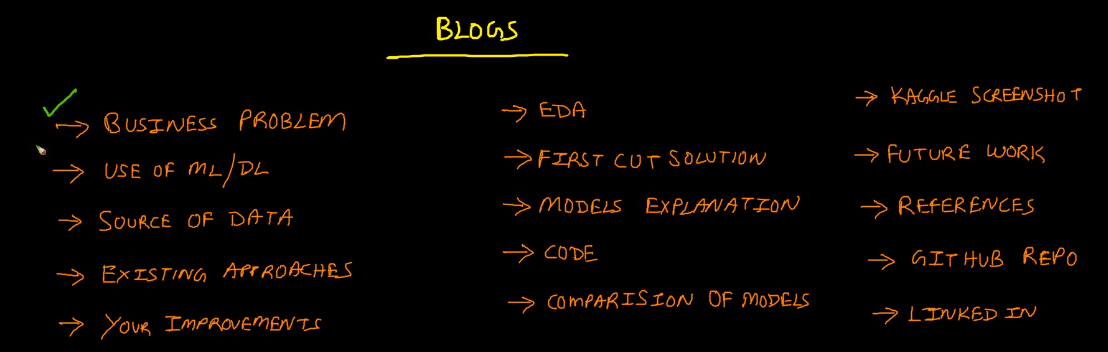 BLOGS
→ BUSINESS PROBLEM
→ USE OF ML/DL
→ SOURCE OF DATA
→ EXISTING APPROACHES
→ YOUR IMPROVEMENTS
→ EDA
→ FIRST CUT SOLUTION
→ MODELS EXPLANATION
→ CODE
→ COMPARISION OF MODELS
→ KAGGLE SCREENSHOT
→ FUTURE WORK
→ REFERENCES
→ GITHUB REPO
→ LINKED IN